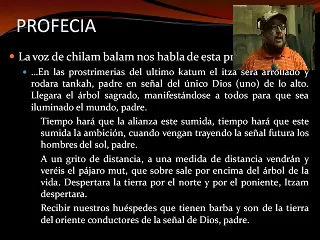 PROFECIA
La voz de chilam balam nos habla de esta
...En las prostrimerias del ultimo katum el itza será arrollado y
rodara tankah, padre en señal del único Dios (uno) de lo alto.
Llegara el árbol sagrado, manifestándose a todos para que sea
iluminado el mundo, padre.
Tiempo hará que la alianza este sumida, tiempo hará que este
sumida la ambición, cuando vengan trayendo la señal futura los
hombres del sol, padre.
A un grito de distancia, a una medida de distancia vendrán y
veréis el pájaro mut, que sobre sale por encima del árbol de la
vida. Despertara la tierra por el norte y por el poniente, Itzam
despertara.
Recibir nuestros huéspedes que tienen barba y son de la tierra
del oriente conductores de la señal de Dios, padre.